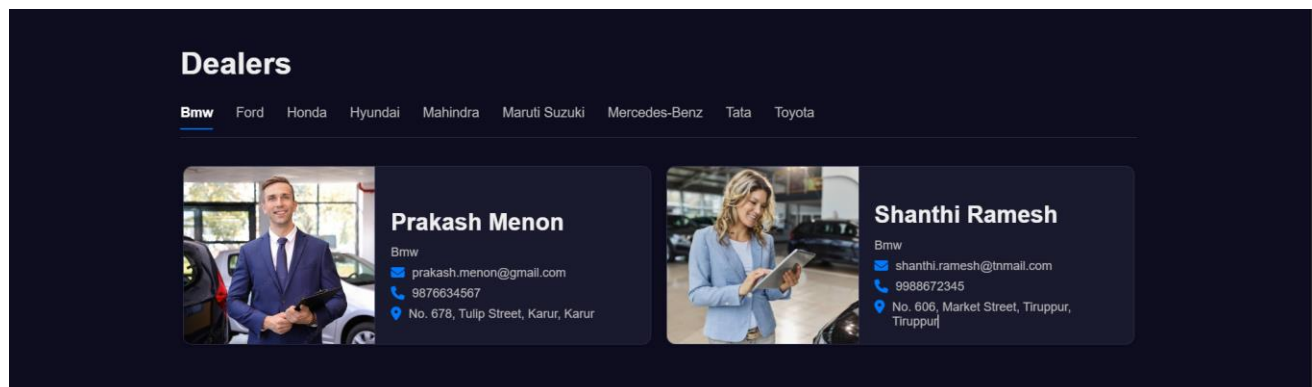 Dealers
Bmw Ford Honda Hyundai Mahindra Maruti Suzuki Mercedes-Benz Tata Toyota
Prakash Menon
Bmw
prakash.menon@gmail.com
9876634567
No. 678, Tulip Street, Karur, Karur
Shanthi Ramesh
Bmw
shanthi.ramesh@tnmail.com
9988672345
No. 606, Market Street, Tiruppur,
Tiruppur